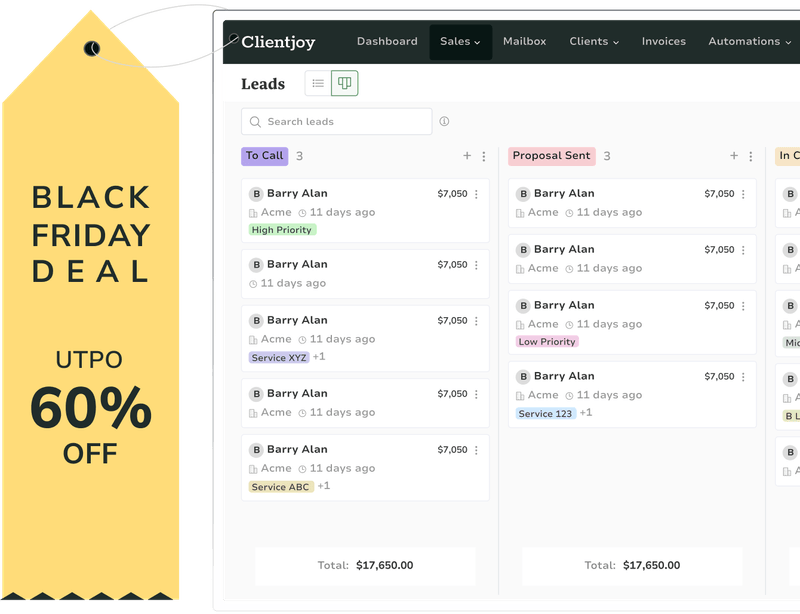 BLACK
FRIDAY
DEAL
UTPO
60%
OFF
Clientjoy Dashboard Sales Mailbox Clients Invoices Automations
Leads
Search leads
To Call 3
Barry Alan $7,050
Acme 11 days ago
High Priority
Barry Alan $7,050
11 days ago
Barry Alan $7,050
Acme 11 days ago
Service XYZ +1
Barry Alan $7,050
Acme 11 days ago
Barry Alan $7,050
Acme 11 days ago
Service ABC +1
Total: $17,650.00
Proposal Sent 3
Barry Alan $7,050
Acme 11 days ago
Barry Alan $7,050
Acme 11 days ago
Barry Alan $7,050
Acme 11 days ago
Low Priority
Barry Alan $7,050
Acme 11 days ago
Service 123 +1
Total: $17,650.00
In C
B
B
B
Mic
B
B L
B